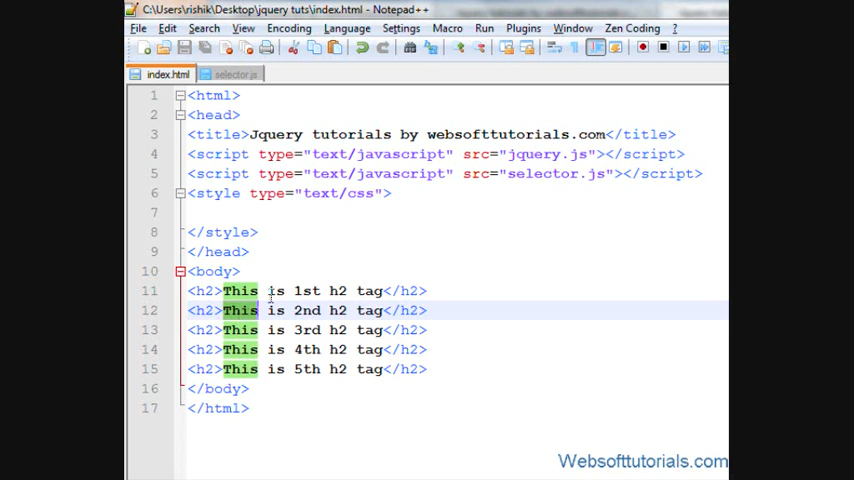 C:\Users\rishik\Desktop\jquery tuts\index.html - Notepad++
File Edit Search View Encoding Language Settings Macro Run Plugins Window Zen Coding ?
index.html selector.js
1 <html>
2 <head>
3 <title>Jquery tutorials by websofttutorials.com</title>
4 <script type="text/javascript" src="jquery.js"></script>
5 <script type="text/javascript" src="selector.js"></script>
6 <style type="text/css">
7
8 </style>
9 </head>
10 <body>
11 <h2>This is 1st h2 tag</h2>
12 <h2>This is 2nd h2 tag</h2>
13 <h2>This is 3rd h2 tag</h2>
14 <h2>This is 4th h2 tag</h2>
15 <h2>This is 5th h2 tag</h2>
16 </body>
17 </html>
Websofttutorials.com